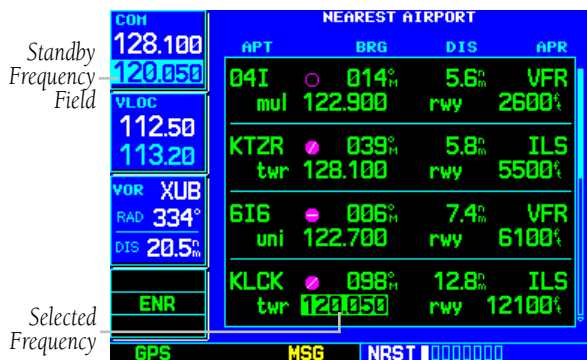 Standby
Frequency
Field
Selected
Frequency
COM
128.100
120.050
VLOC
112.50
113.20
VOR XUB
RAD 334°
DIS 20.5nm
ENR
GPS
NEAREST AIRPORT
APT BRG DIS APR
04I 014°M 5.6nm VFR
mul 122.900 rwy 2600ft
KTZR 039°M 5.8nm ILS
twr 128.100 rwy 5500ft
6I6 006°M 7.4nm VFR
uni 122.700 rwy 6100ft
KLCK 098°M 12.8nm ILS
twr 120.050 rwy 12100ft
MSG NRST